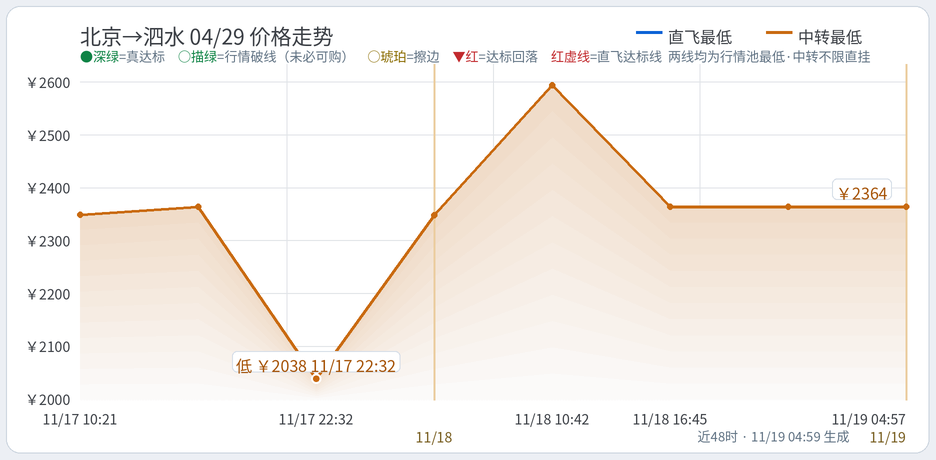 北京→泗水 04/29 价格走势
直飞最低 中转最低
●深绿=真达标 ○描绿=行情破线（未必可购） ○琥珀=擦边 ▼红=达标回落 红虚线=直飞达标线 两线均为行情池最低·中转不限直挂
￥2600
￥2500
￥2400
￥2364
￥2300
￥2200
￥2100
低 ￥2038 11/17 22:32
￥2000
11/17 10:21 11/17 22:32 11/18 10:42 11/18 16:45 11/19 04:57
11/18 近48时 · 11/19 04:59 生成 11/19